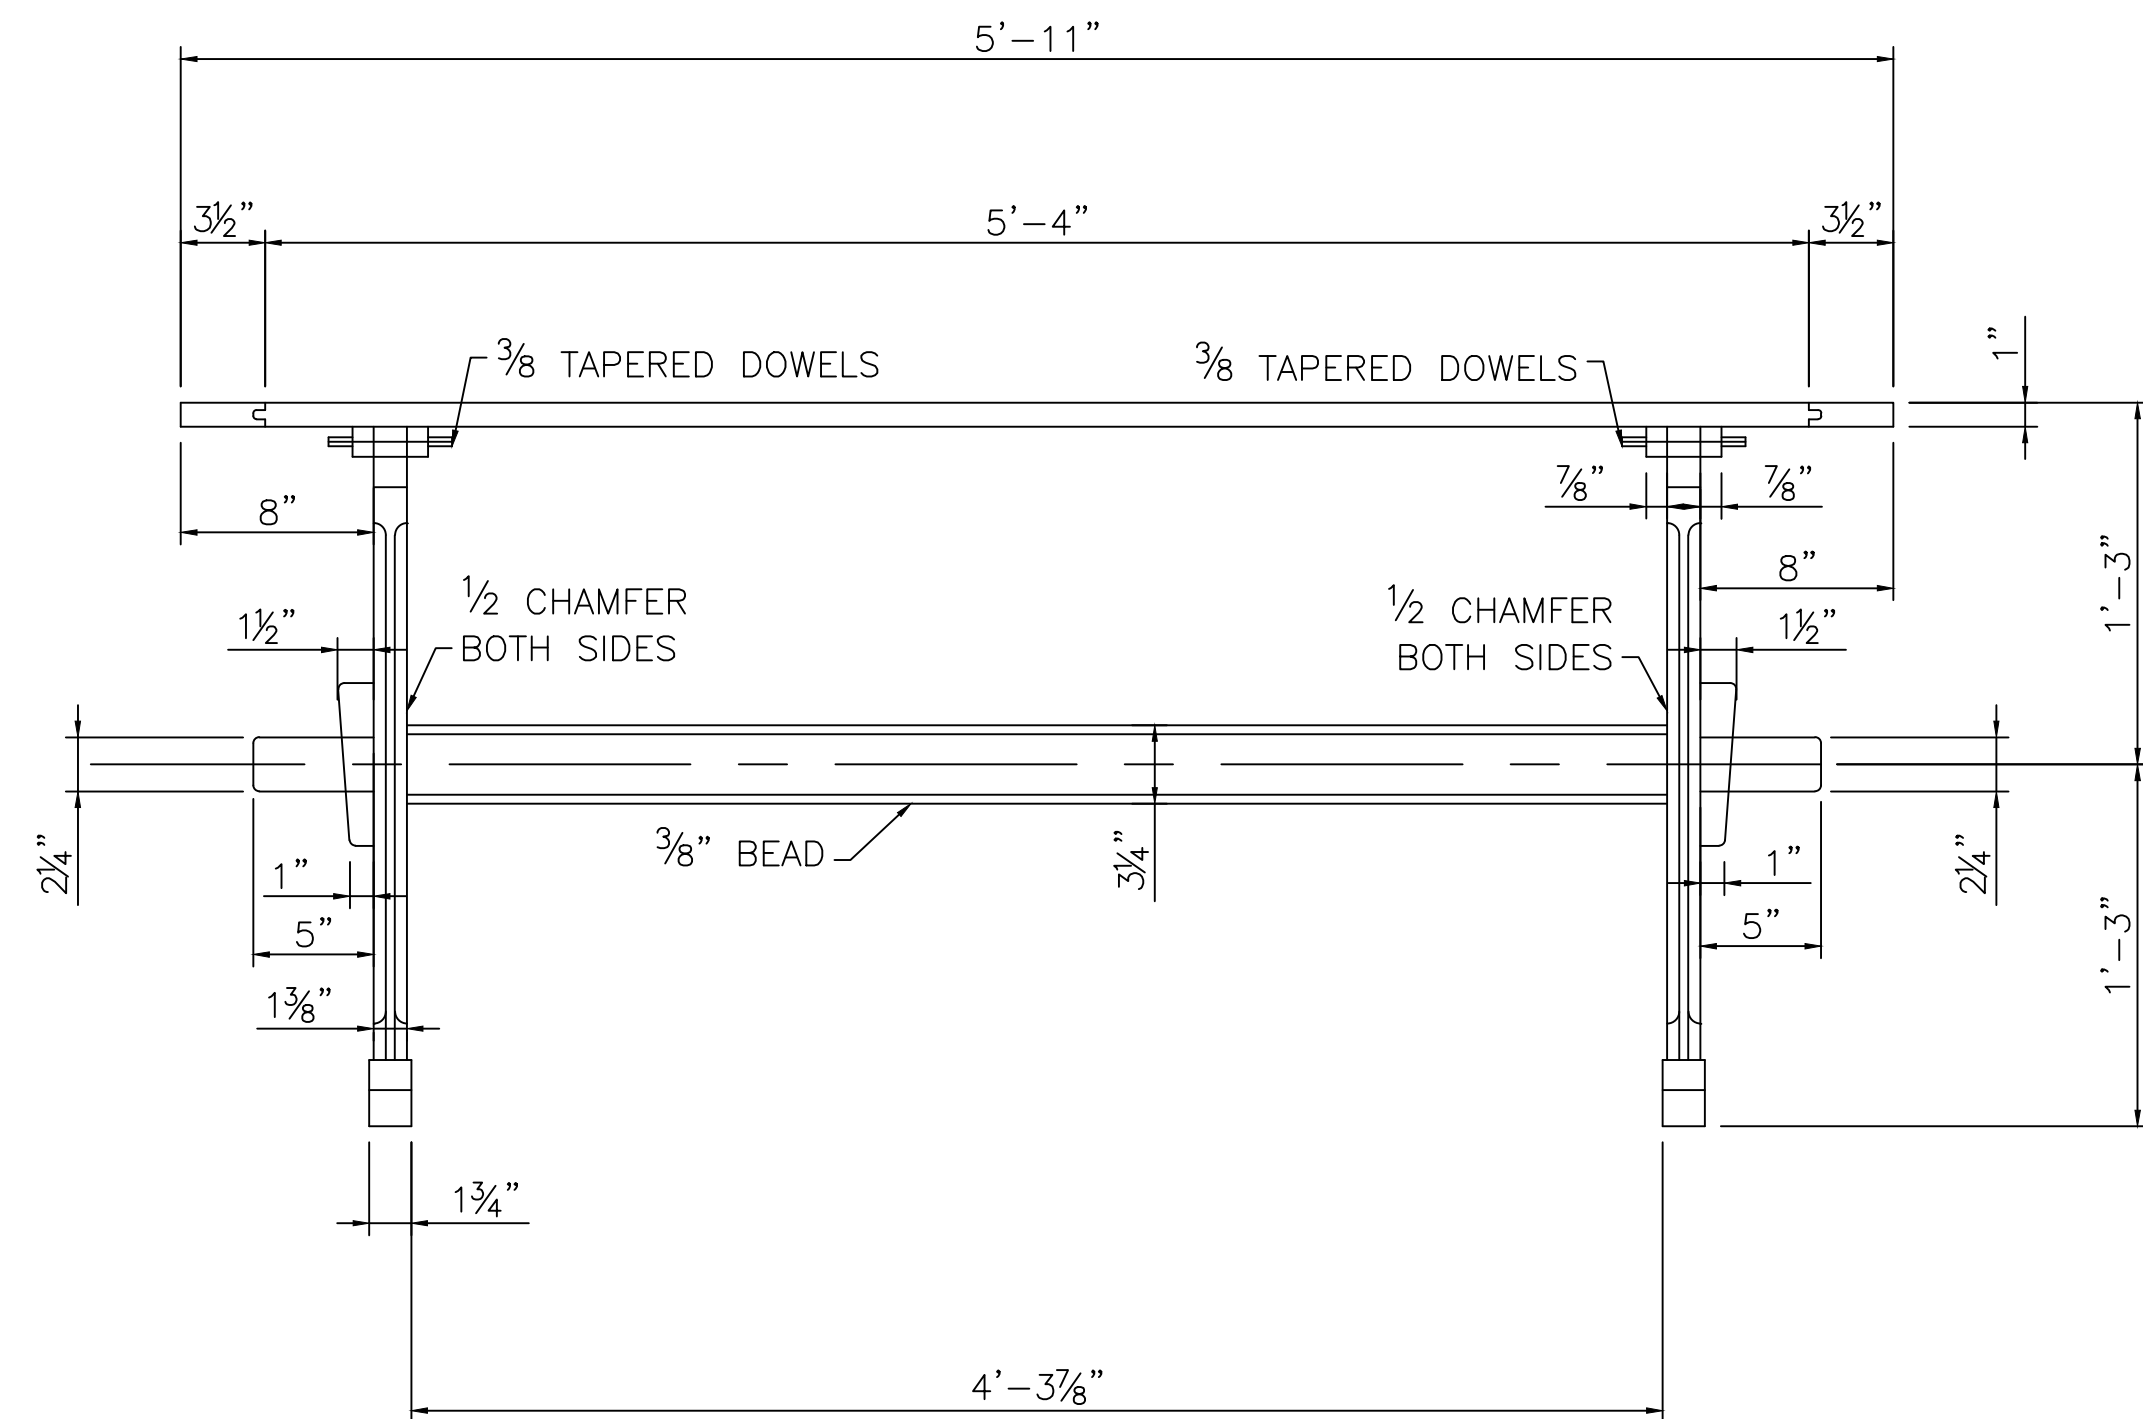 5’–11”
3½” 5’–4” 3½”
1”
⅜ TAPERED DOWELS
⅜ TAPERED DOWELS
⅞” ⅞”
8”
8”
1’–3”
½ CHAMFER
BOTH SIDES
½ CHAMFER
BOTH SIDES
1½”
1½”
2¼”
⅜” BEAD
3¼”
2¼”
1”
1”
5”
5”
1’–3”
1⅜”
1¾”
4’–3⅞”